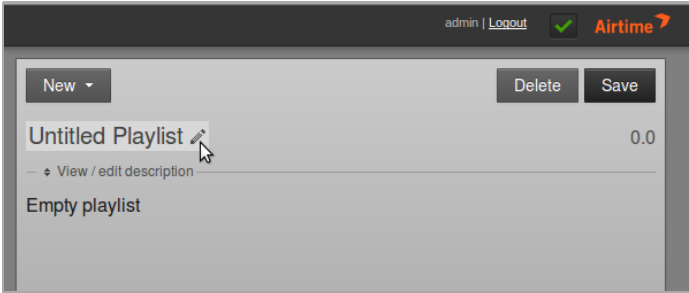 admin | Logout Airtime
New Delete Save
Untitled Playlist 0.0
View / edit description
Empty playlist